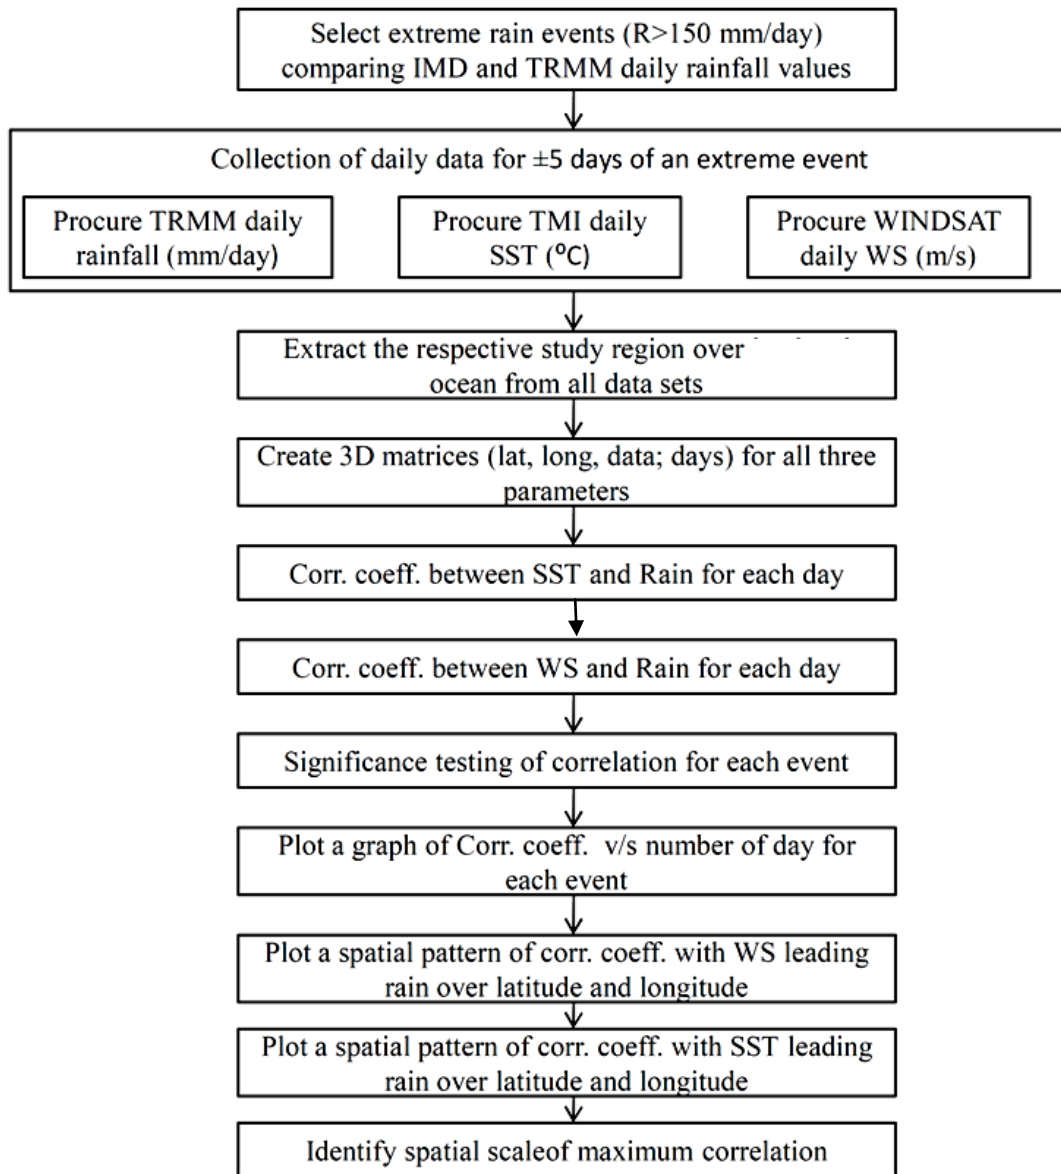 Select extreme rain events (R>150 mm/day)
comparing IMD and TRMM daily rainfall values
Collection of daily data for ±5 days of an extreme event
Procure TRMM daily
rainfall (mm/day)
Procure TMI daily
SST (⁰C)
Procure WINDSAT
daily WS (m/s)
Extract the respective study region over
ocean from all data sets
Create 3D matrices (lat, long, data; days) for all three
parameters
Corr. coeff. between SST and Rain for each day
Corr. coeff. between WS and Rain for each day
Significance testing of correlation for each event
Plot a graph of Corr. coeff. v/s number of day for
each event
Plot a spatial pattern of corr. coeff. with WS leading
rain over latitude and longitude
Plot a spatial pattern of corr. coeff. with SST leading
rain over latitude and longitude
Identify spatial scaleof maximum correlation